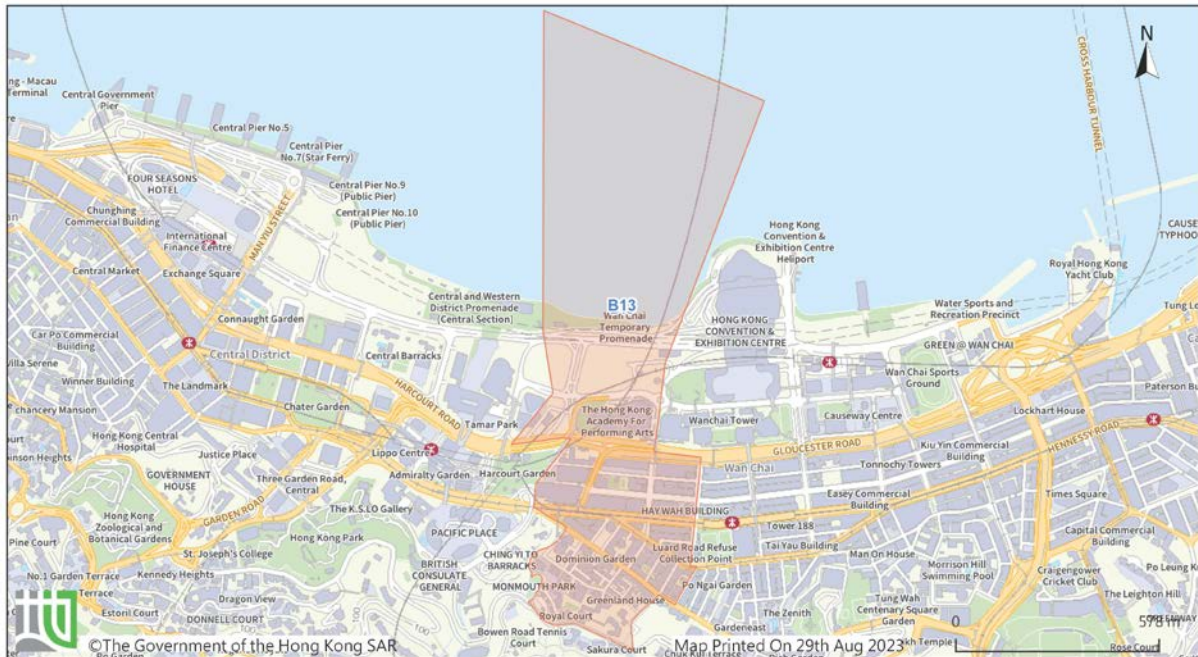 N
CROSS HARBOUR TUNNEL
ng - Macau
Terminal
Central Government
Pier
Central Pier No.5
Central Pier
No.7(Star Ferry)
FOUR SEASONS
HOTEL
Central Pier No.9
(Public Pier)
Central Pier No.10
(Public Pier)
Chunghing
Commercial Building
MAN YIU STREET
International
Finance Centre
Central Market
Exchange Square
Hong Kong
Convention &
Exhibition Centre
Heliport
CAUSE
TYPHOO
Royal Hong Kong
Yacht Club
Central and Western
District Promenade
(Central Section)
B13
Wan Chai
Temporary
Promenade
HONG KONG
CONVENTION &
EXHIBITION CENTRE
Water Sports and
Recreation Precinct
Tung Lo
Connaught Garden
Car Po Commercial
Building
Villa Serene
Central District
Central Barracks
GREEN @ WAN CHAI
Winner Building
The Landmark
HARCOURT ROAD
Wan Chai Sports
Ground
Paterson Bu
chancery Mansion
Chater Garden
Tamar Park
The Hong Kong
Academy For
Performing Arts
Wanchai Tower
Causeway Centre
Lockhart House
Hong Kong Central
Hospital
Justice Place
Lippo Centre
GLOUCESTER ROAD
HENNESSY ROAD
Kiu Yin Commercial
Building
ourt
binson Heights
GOVERNMENT
HOUSE
Three Garden Road,
Central
Admiralty Garden
Harcourt Garden
Wan Chai
Tonnochy Towers
GARDEN ROAD
The K.S.LO Gallery
HAY WAH BUILDING
Easey Commercial
Building
Times Square
Hong Kong
Zoological and
Botanical Gardens
Hong Kong Park
PACIFIC PLACE
Tower 188
Capital Commercial
Building
Pine Court
St. Joseph's College
CHING YI TO
BARRACKS
Dominion Garden
Luard Road Refuse
Collection Point
Tai Yau Building
Man On House
No.1 Garden Terrace
Terrace
Kennedy Heights
BRITISH
CONSULATE
GENERAL
MONMOUTH PARK
Po Ngai Garden
Morrison Hill
Swimming Pool
Craigengower
Cricket Club
Po Leung Ku
Dragon View
100
Greenland House
The Zenith
Tung Wah
Centenary Square
Garden
The Leighton Hill
Estoril Court
DONNELL COURT
100
Royal Court
Bowen Road Tennis
Court
Gardeneast
0
578 m
©The Government of the Hong Kong SAR
Sakura Court
Map Printed On 29th Aug 2023
kh Temple
Rose Court